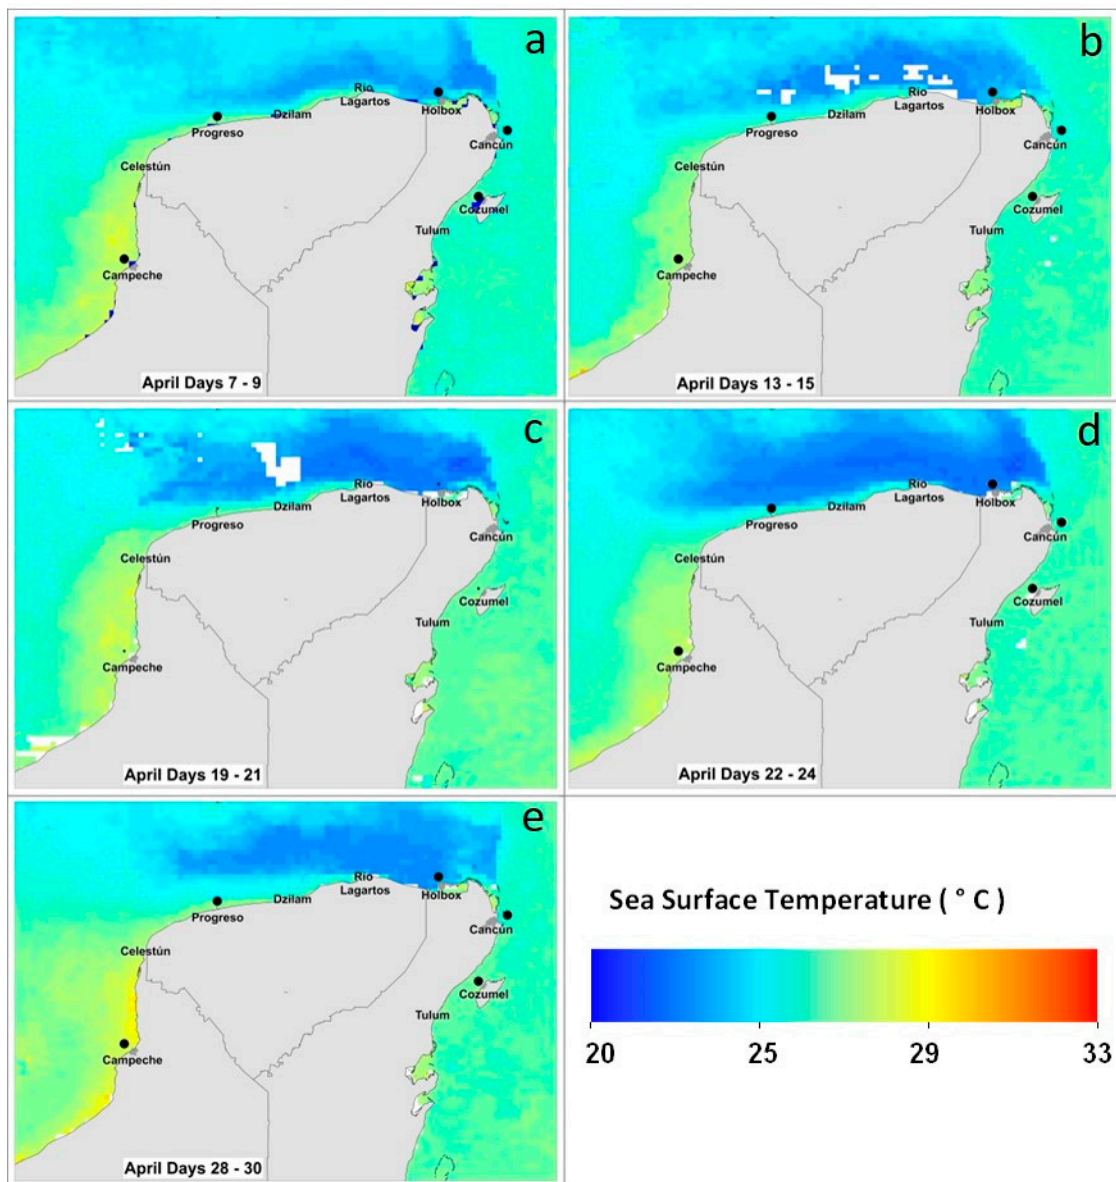 a
Río
Lagartos
Holbox
Dzilam
Progreso
Cancún
Celestún
Cozumel
Tulum
Campeche
April Days 7 - 9
b
Río
Lagartos
Holbox
Dzilam
Progreso
Cancún
Celestún
Cozumel
Tulum
Campeche
April Days 13 - 15
c
Río
Lagartos
Holbox
Dzilam
Progreso
Cancún
Celestún
Cozumel
Tulum
Campeche
April Days 19 - 21
d
Río
Lagartos
Holbox
Dzilam
Progreso
Cancún
Celestún
Cozumel
Tulum
Campeche
April Days 22 - 24
e
Río
Lagartos
Holbox
Dzilam
Progreso
Cancún
Celestún
Cozumel
Tulum
Campeche
April Days 28 - 30
Sea Surface Temperature ( ° C )
20 25 29 33